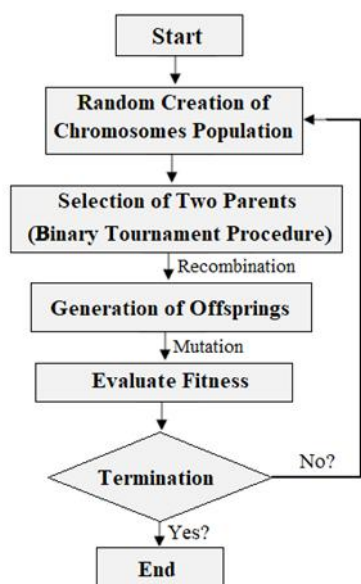 Start
Random Creation of
Chromosomes Population
Selection of Two Parents
(Binary Tournament Procedure)
Recombination
Generation of Offsprings
Mutation
Evaluate Fitness
Termination
No?
Yes?
End